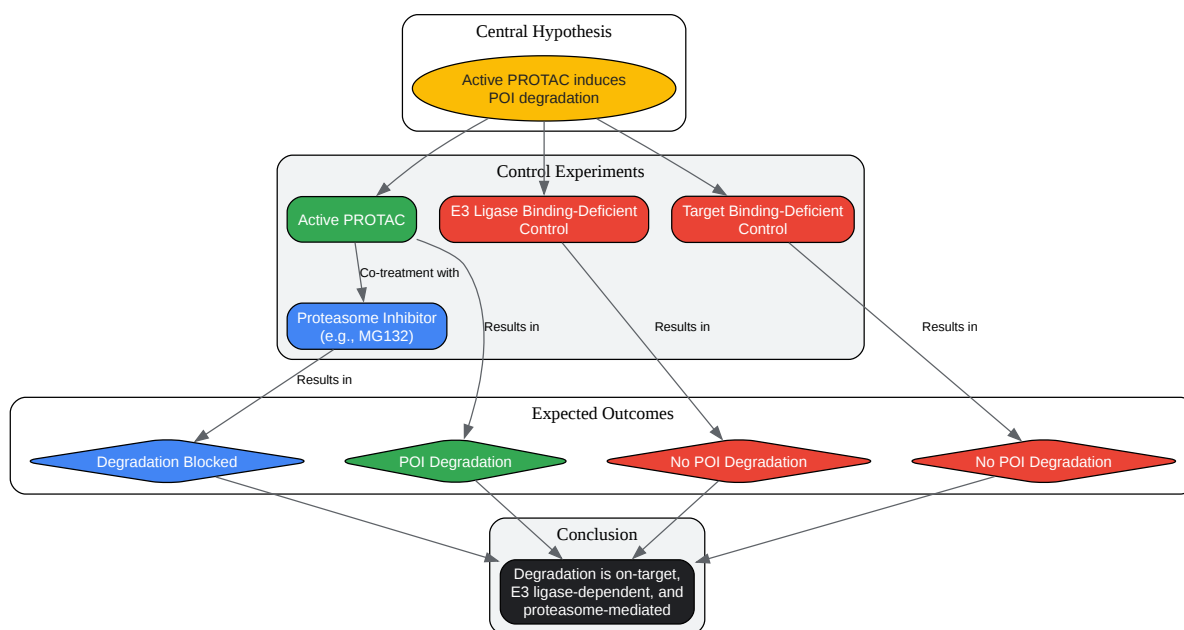 Central Hypothesis
Active PROTAC induces
POI degradation
Control Experiments
Active PROTAC
E3 Ligase Binding-Deficient
Control
Target Binding-Deficient
Control
Co-treatment with
Proteasome Inhibitor
(e.g., MG132)
Results in
Results in
Results in
Results in
Expected Outcomes
Degradation Blocked
POI Degradation
No POI Degradation
No POI Degradation
Conclusion
Degradation is on-target,
E3 ligase-dependent, and
proteasome-mediated